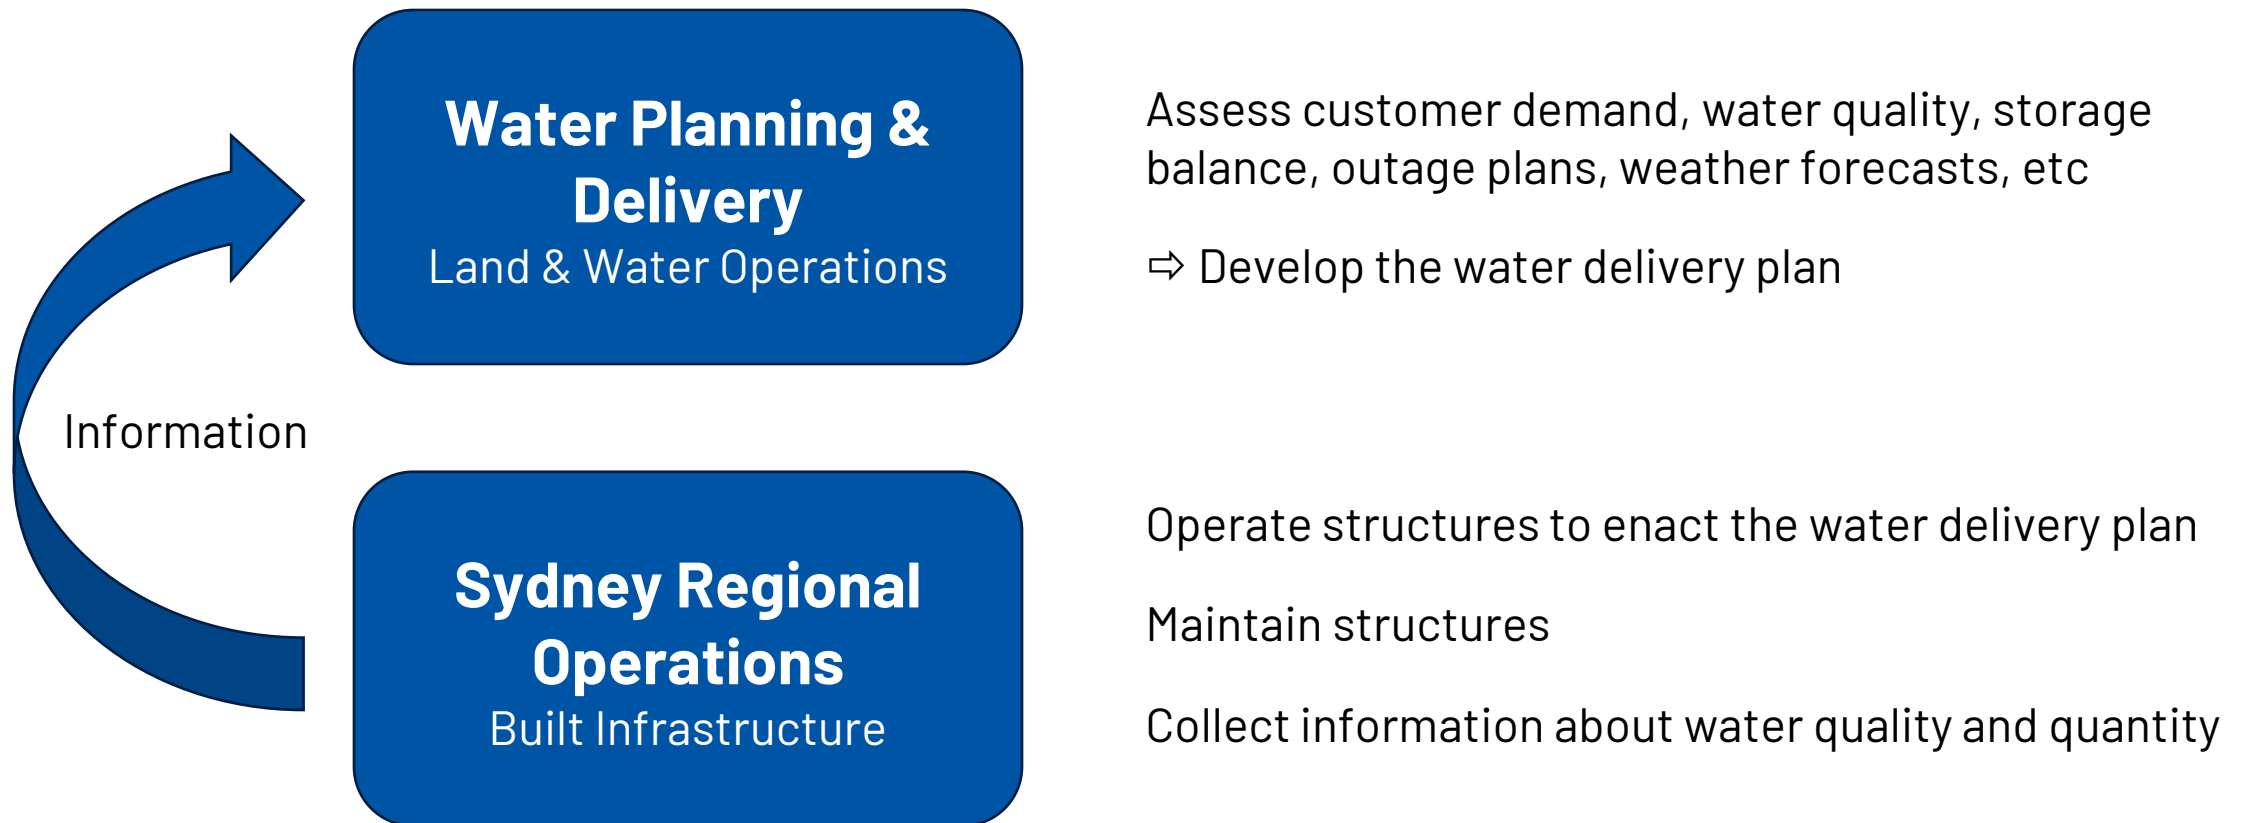 Water Planning &
Delivery
Land & Water Operations
Assess customer demand, water quality, storage
balance, outage plans, weather forecasts, etc
⇨ Develop the water delivery plan
Information
Sydney Regional
Operations
Built Infrastructure
Operate structures to enact the water delivery plan
Maintain structures
Collect information about water quality and quantity